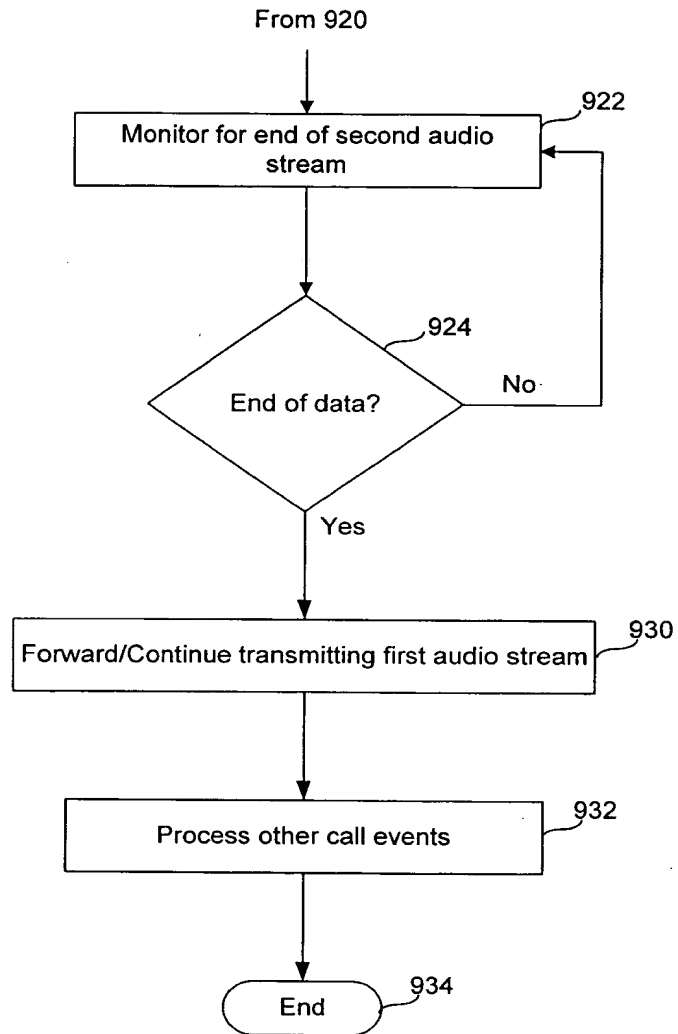 From 920
922
Monitor for end of second audio
stream
924
End of data?
No
Yes
930
Forward/Continue transmitting first audio stream
932
Process other call events
934
End